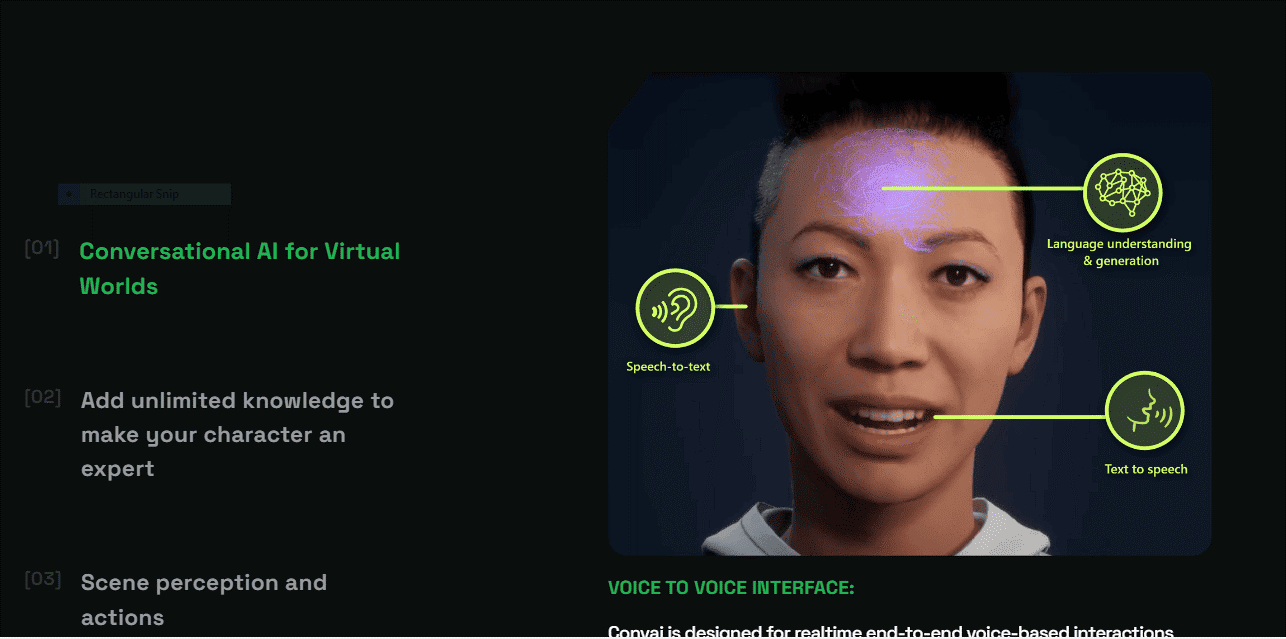 Rectangular Snip
[01]
Conversational AI for Virtual
Worlds
[02]
Add unlimited knowledge to
make your character an
expert
[03]
Scene perception and
actions
Language understanding
& generation
Speech-to-text
Text to speech
VOICE TO VOICE INTERFACE:
Convai is designed for realtime end-to-end voice-based interactions